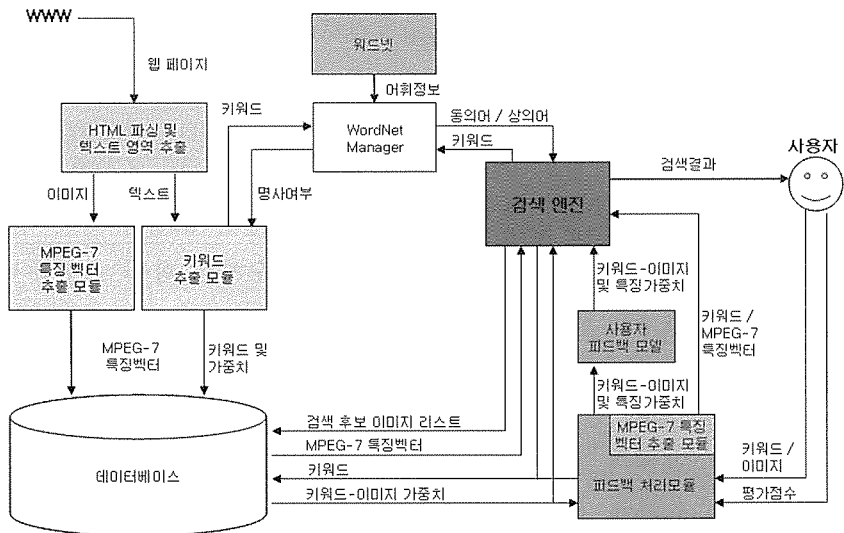 WWW
웹 페이지
HTML 파싱 및
텍스트 영역 추출
이미지
텍스트
MPEG-7
특징 벡터
추출 모듈
키워드
추출 모듈
MPEG-7
특징벡터
키워드 및
가중치
데이터베이스
워드넷
어휘정보
WordNet
Manager
키워드
명사여부
동의어 / 상의어
키워드
검색 엔진
검색결과
사용자
키워드-이미지
및 특징가중치
사용자
피드백 모델
키워드-이미지
및 특징가중치
키워드 /
MPEG-7
특징벡터
MPEG-7 특징
벡터 추출 모듈
피드백 처리모듈
키워드 /
이미지
평가점수
검색 후보 이미지 리스트
MPEG-7 특징벡터
키워드
키워드-이미지 가중치